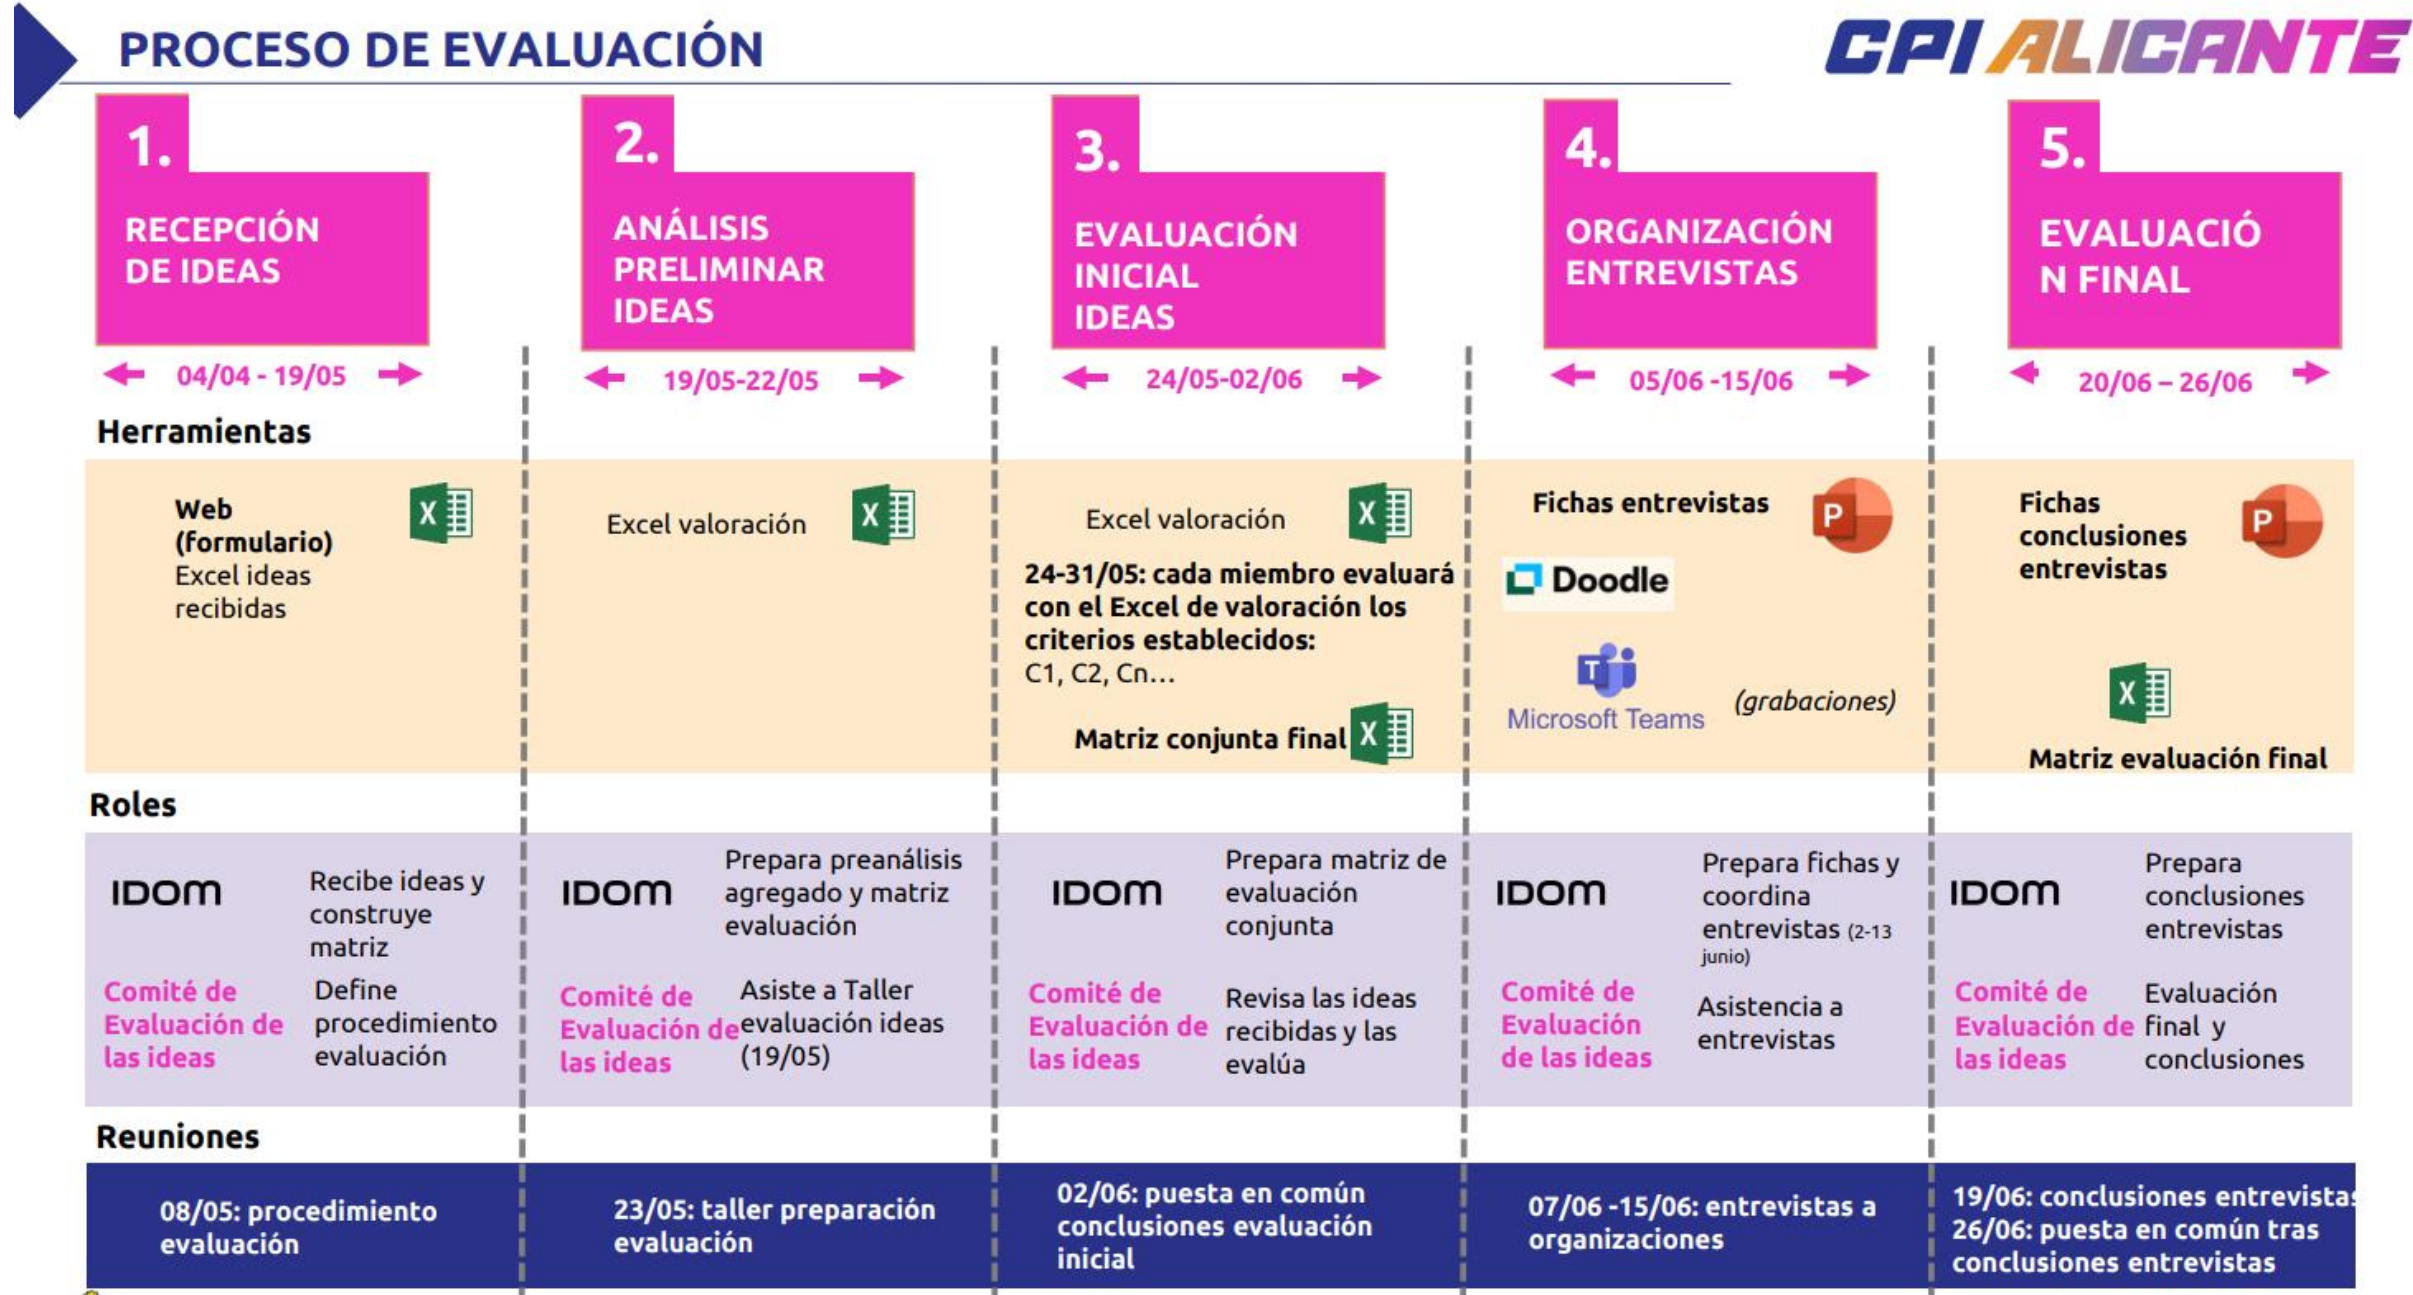 PROCESO DE EVALUACIÓN
CPI ALICANTE
1.
RECEPCIÓN
DE IDEAS
04/04 - 19/05
2.
ANÁLISIS
PRELIMINAR
IDEAS
19/05-22/05
3.
EVALUACIÓN
INICIAL
IDEAS
24/05-02/06
4.
ORGANIZACIÓN
ENTREVISTAS
05/06 -15/06
5.
EVALUACIÓ
N FINAL
20/06 – 26/06
Herramientas
Web
(formulario)
Excel ideas
recibidas
X
Excel valoración
X
Excel valoración
X
24-31/05: cada miembro evaluará
con el Excel de valoración los
criterios establecidos:
C1, C2, Cn...
Matriz conjunta final
X
Fichas entrevistas
P
Doodle
T
Microsoft Teams
(grabaciones)
Fichas
conclusiones
entrevistas
P
X
Matriz evaluación final
Roles
IDOM
Recibe ideas y
construye
matriz
Comité de
Evaluación de
las ideas
Define
procedimiento
evaluación
IDOM
Prepara preanálisis
agregado y matriz
evaluación
Comité de
Evaluación de
las ideas
Asiste a Taller
evaluación ideas
(19/05)
IDOM
Prepara matriz de
evaluación
conjunta
Comité de
Evaluación de
las ideas
Revisa las ideas
recibidas y las
evalúa
IDOM
Prepara fichas y
coordina
entrevistas (2-13
junio)
Comité de
Evaluación
de las ideas
Asistencia a
entrevistas
IDOM
Prepara
conclusiones
entrevistas
Comité de
Evaluación de
las ideas
Evaluación
final y
conclusiones
Reuniones
08/05: procedimiento
evaluación
23/05: taller preparación
evaluación
02/06: puesta en común
conclusiones evaluación
inicial
07/06 -15/06: entrevistas a
organizaciones
19/06: conclusiones entrevistas
26/06: puesta en común tras
conclusiones entrevistas